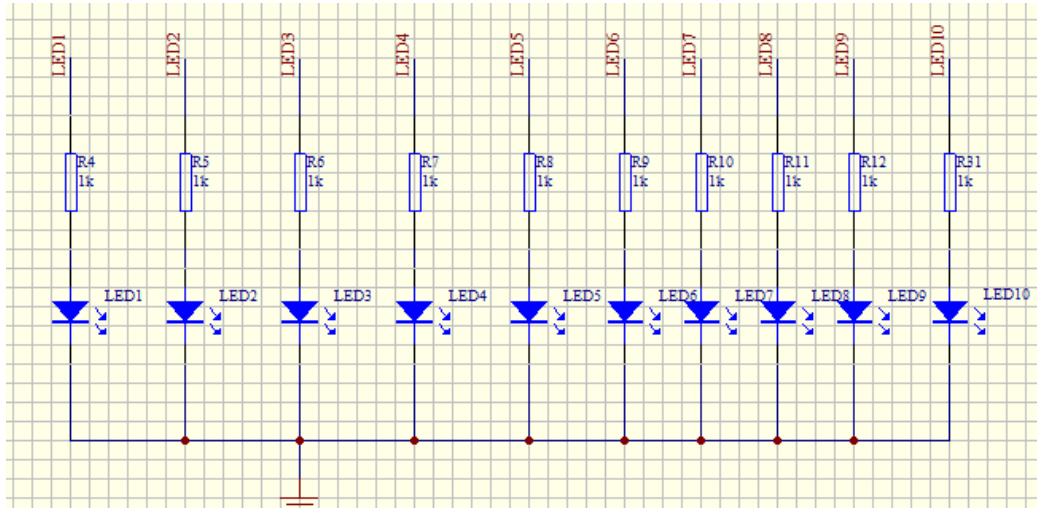 LED1 LED2 LED3 LED4 LED5 LED6 LED7 LED8 LED9 LED10
R4 R5 R6 R7 R8 R9 R10 R11 R12 R31
1k 1k 1k 1k 1k 1k 1k 1k 1k 1k
LED1 LED2 LED3 LED4 LED5 LED6 LED7 LED8 LED9 LED10